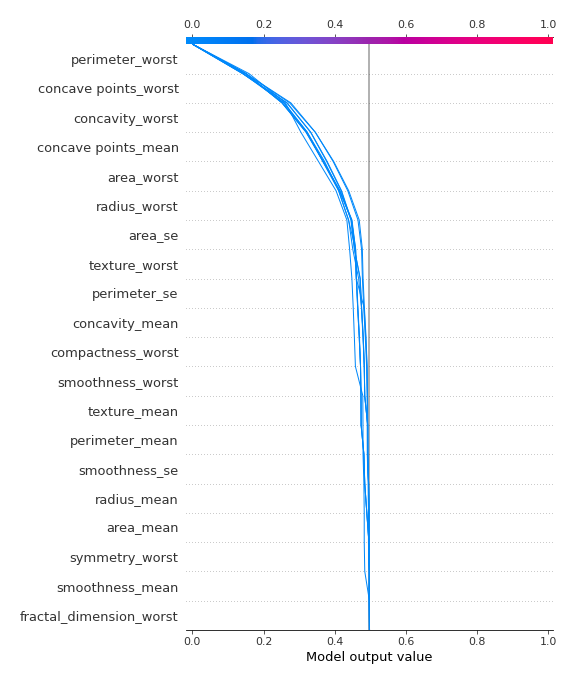 0.0 0.2 0.4 0.6 0.8 1.0
perimeter_worst
concave points_worst
concavity_worst
concave points_mean
area_worst
radius_worst
area_se
texture_worst
perimeter_se
concavity_mean
compactness_worst
smoothness_worst
texture_mean
perimeter_mean
smoothness_se
radius_mean
area_mean
symmetry_worst
smoothness_mean
fractal_dimension_worst
0.0 0.2 0.4 0.6 0.8 1.0
Model output value